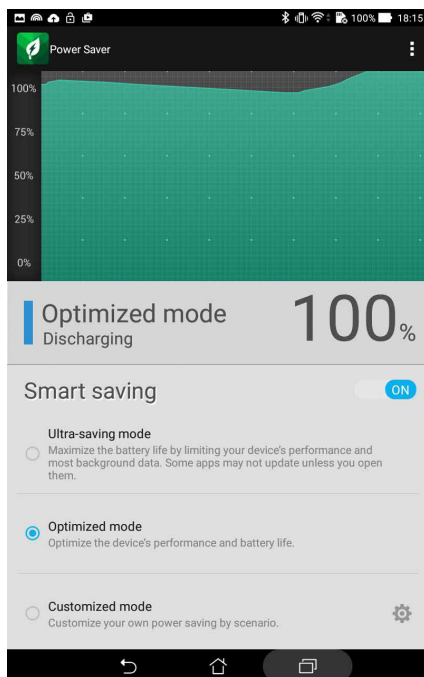 100% 18:15
Power Saver
100%
75%
50%
25%
0%
Optimized mode
Discharging
100%
Smart saving
ON
Ultra-saving mode
Maximize the battery life by limiting your device's performance and
most background data. Some apps may not update unless you open
them.
Optimized mode
Optimize the device's performance and battery life.
Customized mode
Customize your own power saving by scenario.